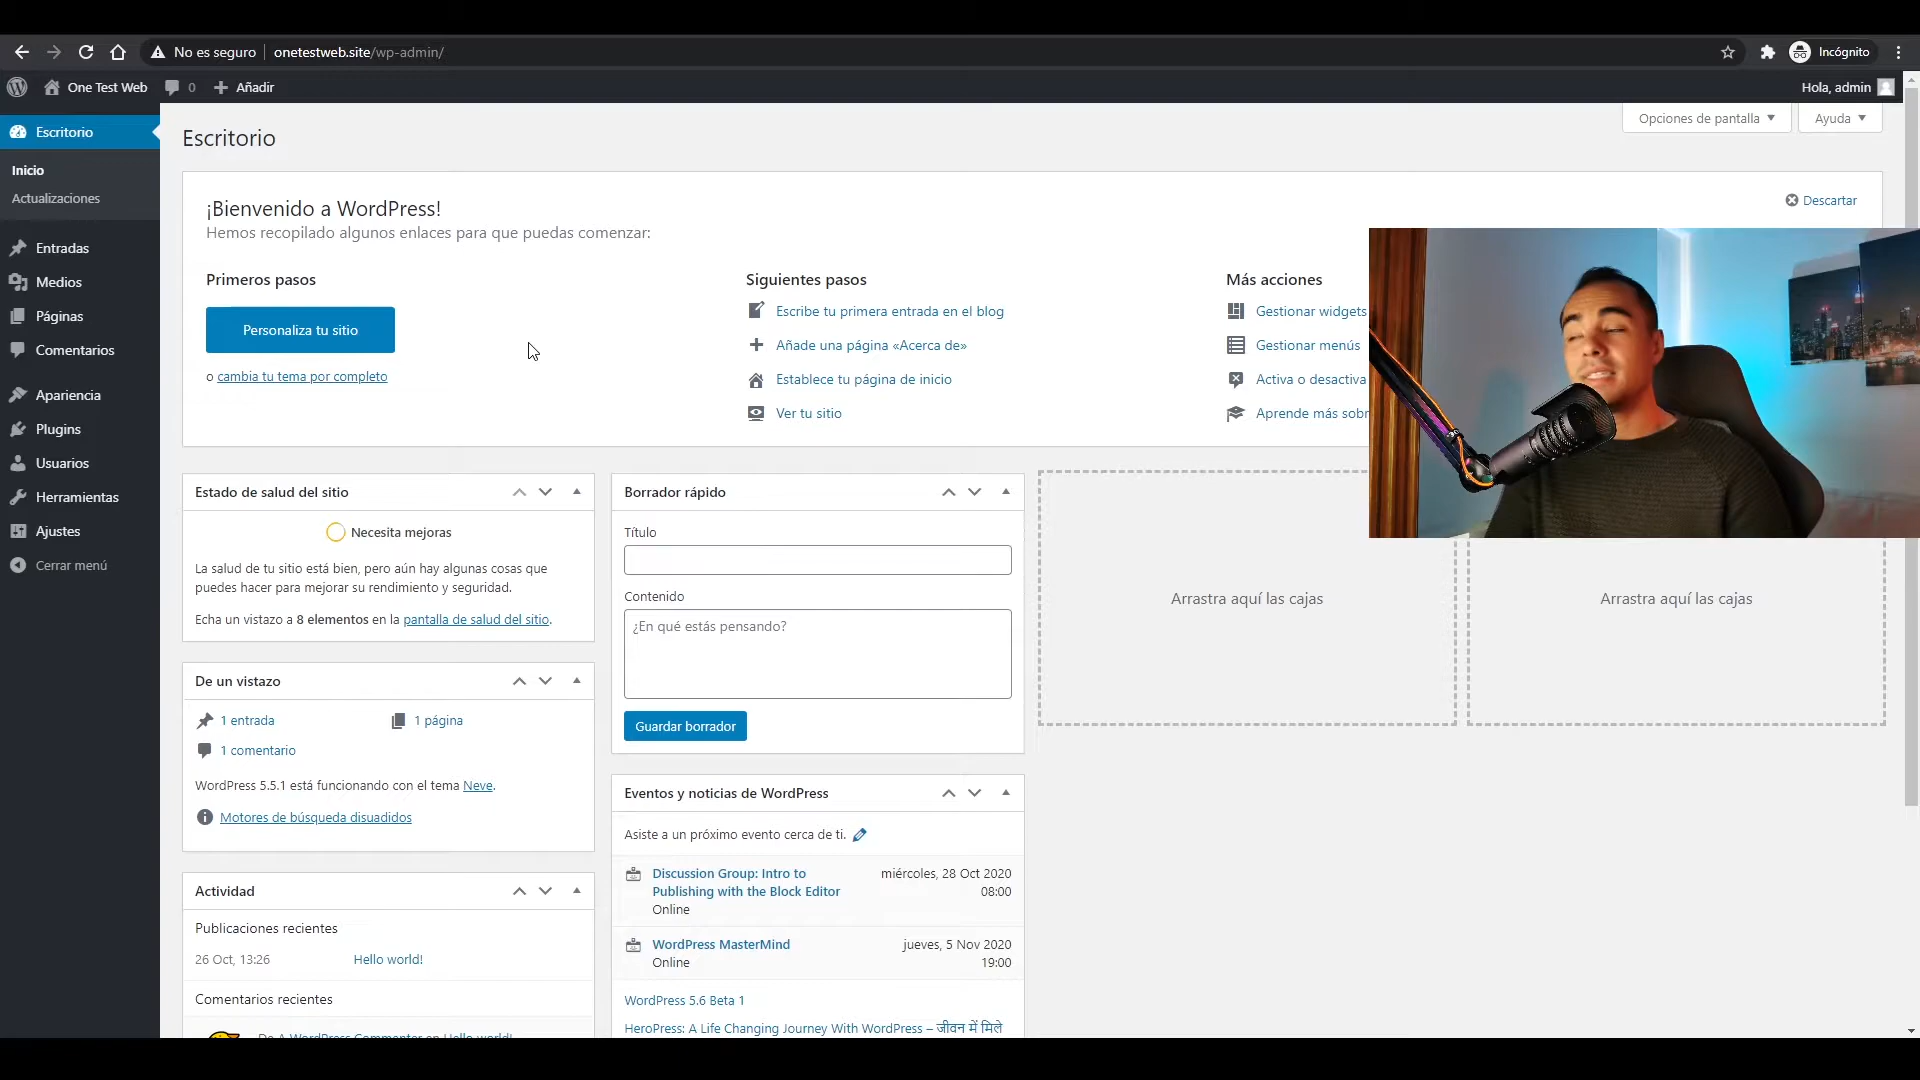 No es seguro
onetestweb.site/wp-admin/
Incógnito
One Test Web
0
Añadir
Hola, admin
Escritorio
Inicio
Actualizaciones
Entradas
Medios
Páginas
Comentarios
Apariencia
Plugins
Usuarios
Herramientas
Ajustes
Cerrar menú
Escritorio
Opciones de pantalla
Ayuda
¡Bienvenido a WordPress!
Descartar
Hemos recopilado algunos enlaces para que puedas comenzar:
Primeros pasos
Personaliza tu sitio
o cambia tu tema por completo
Siguientes pasos
Escribe tu primera entrada en el blog
Añade una página «Acerca de»
Establece tu página de inicio
Ver tu sitio
Más acciones
Gestionar widgets
Gestionar menús
Activa o desactiva
Aprende más sobr
Estado de salud del sitio
Necesita mejoras
La salud de tu sitio está bien, pero aún hay algunas cosas que
puedes hacer para mejorar su rendimiento y seguridad.
Echa un vistazo a 8 elementos en la pantalla de salud del sitio.
De un vistazo
1 entrada
1 página
1 comentario
WordPress 5.5.1 está funcionando con el tema Neve.
Motores de búsqueda disuadidos
Actividad
Publicaciones recientes
26 Oct, 13:26
Hello world!
Comentarios recientes
De A WordPress Commenter en Hello world!
Borrador rápido
Título
Contenido
¿En qué estás pensando?
Guardar borrador
Eventos y noticias de WordPress
Asiste a un próximo evento cerca de ti.
Discussion Group: Intro to
Publishing with the Block Editor
Online
miércoles, 28 Oct 2020
08:00
WordPress MasterMind
Online
jueves, 5 Nov 2020
19:00
WordPress 5.6 Beta 1
HeroPress: A Life Changing Journey With WordPress – जीवन में मिले
Arrastra aquí las cajas
Arrastra aquí las cajas